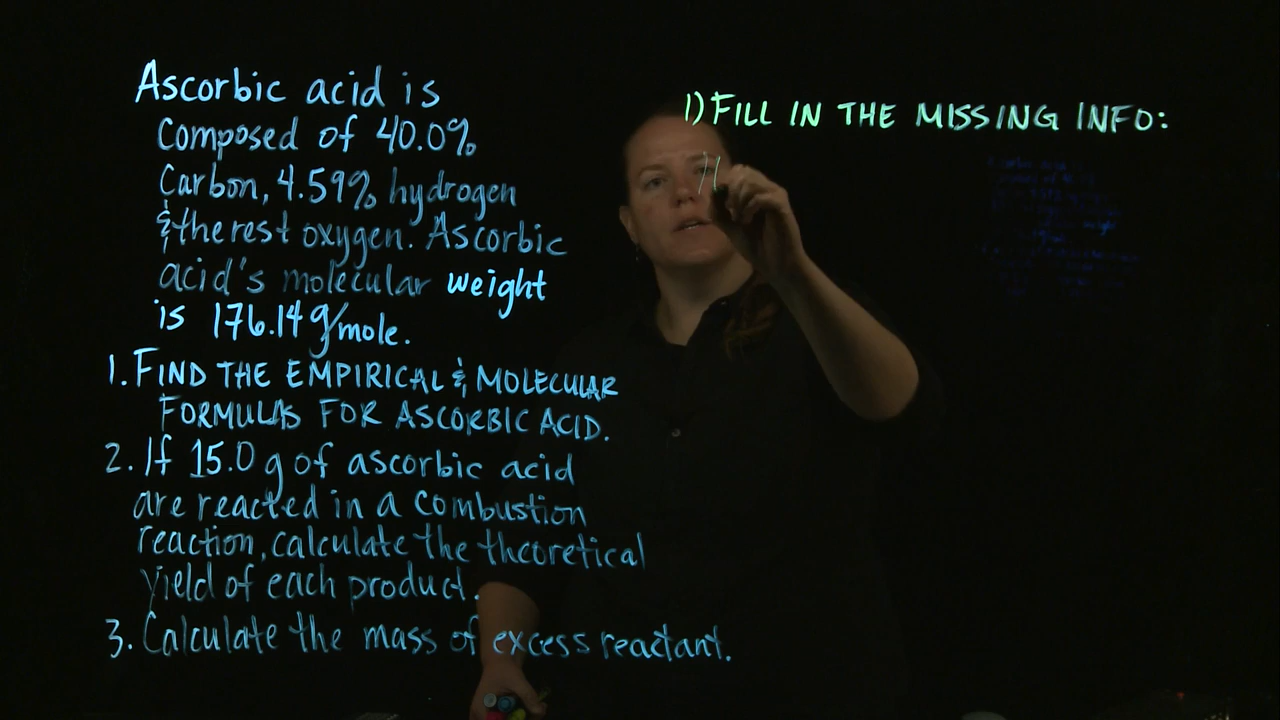 Ascorbic acid is
Composed of 40.0%
Carbon, 4.59% hydrogen
& the rest oxygen. Ascorbic
acid's molecular weight
is 176.14 g/mole.
1. FIND THE EMPIRICAL & MOLECULAR
FORMULAS FOR ASCORBIC ACID.
2. If 15.0 g of ascorbic acid
are reacted in a combustion
reaction, calculate the theoretical
yield of each product.
3. Calculate the mass of excess reactant.
1) FILL IN THE MISSING INFO: